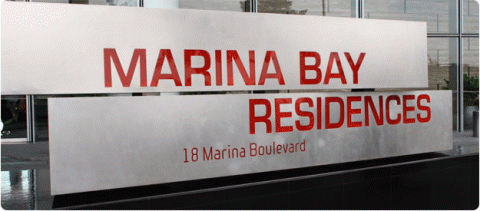 MARINA BAY
RESIDENCES
18 Marina Boulevard